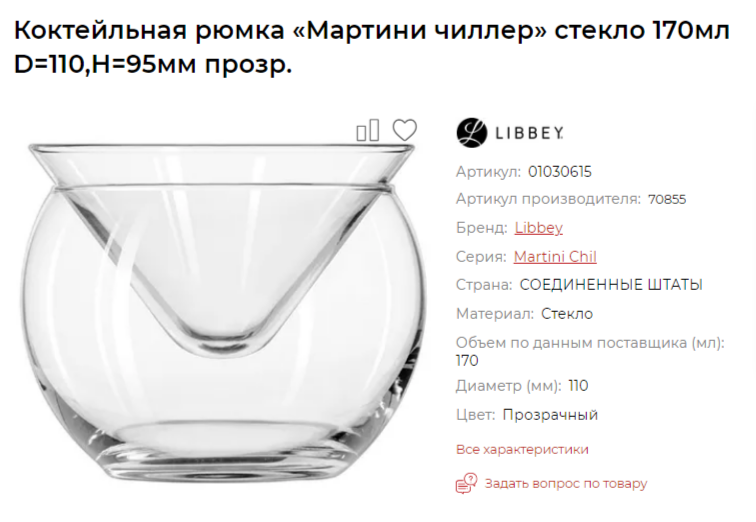 Коктейльная рюмка «Мартини чиллер» стекло 170мл
D=110,H=95мм прозр.
LIBBEY
Артикул: 01030615
Артикул производителя: 70855
Бренд: Libbey
Серия: Martini Chil
Страна: СОЕДИНЕННЫЕ ШТАТЫ
Материал: Стекло
Объем по данным поставщика (мл):
170
Диаметр (мм): 110
Цвет: Прозрачный
Все характеристики
Задать вопрос по товару